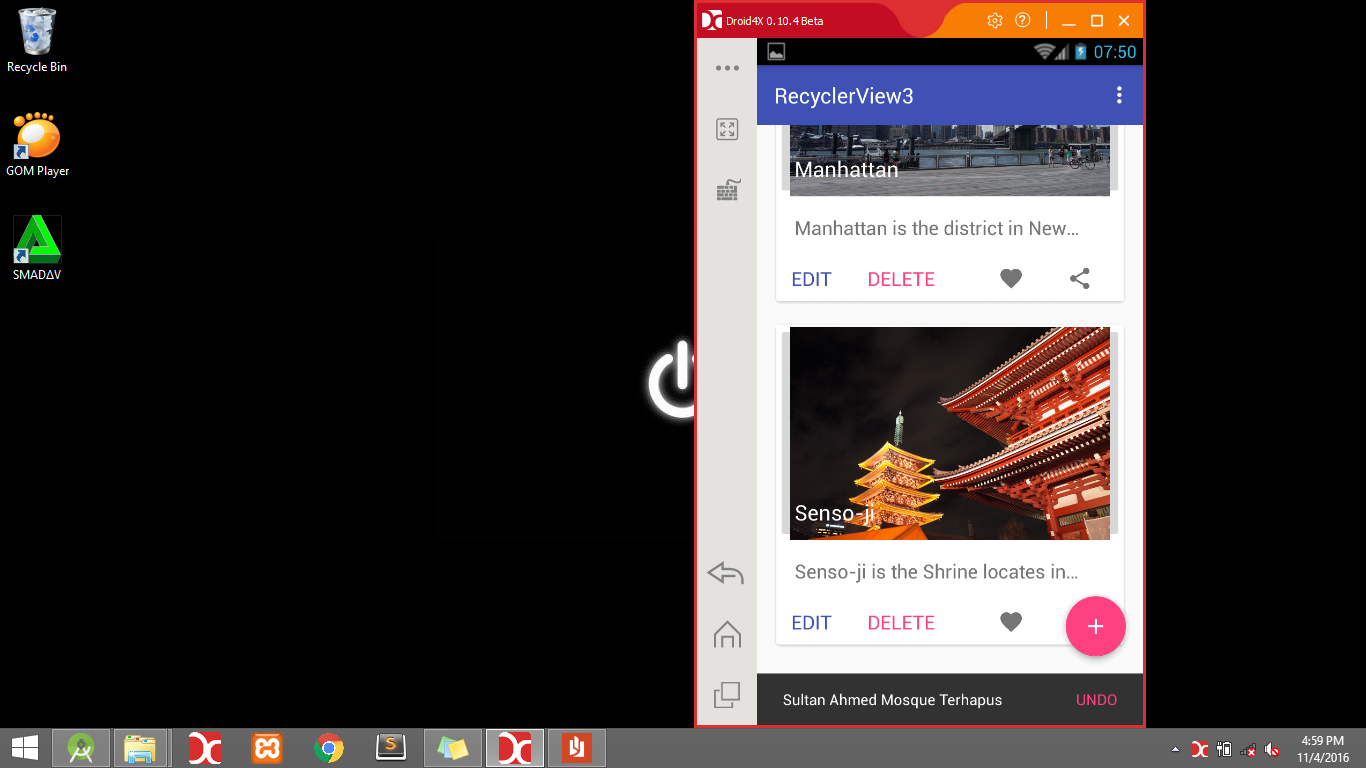 Recycle Bin
GOM Player
SMADΔV
Droid4X 0.10.4 Beta
07:50
RecyclerView3
Manhattan
Manhattan is the district in New…
EDIT DELETE
Senso-ji
Senso-ji is the Shrine locates in…
EDIT DELETE
Sultan Ahmed Mosque Terhapus UNDO
4:59 PM
11/4/2016